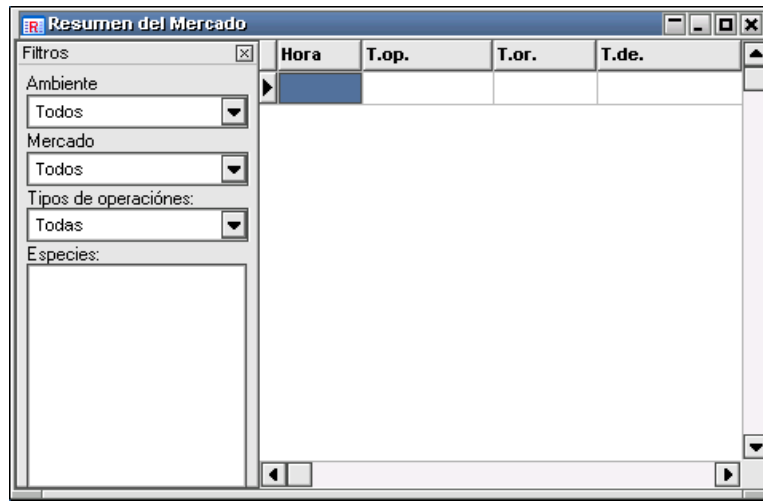 Resumen del Mercado
Filtros
Hora T.op. T.or. T.de.
Ambiente
Todos
Mercado
Todos
Tipos de operaciónes:
Todas
Especies: